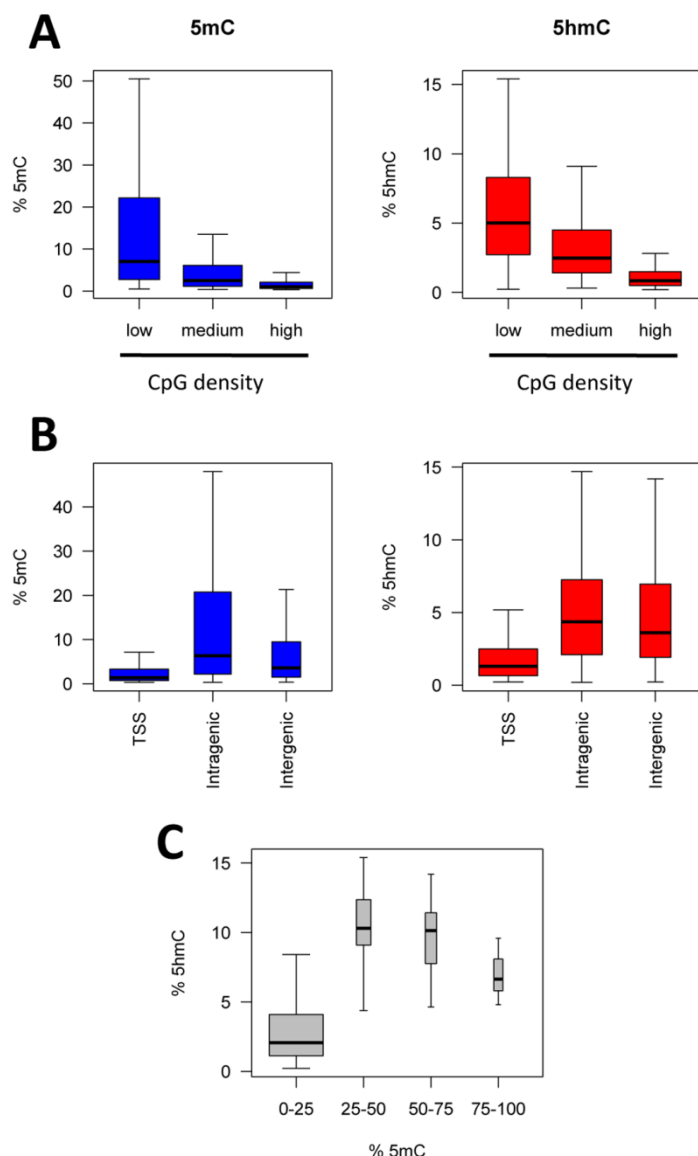 A
5mC
5hmC
50
40
30
20
10
0
% 5mC
low medium high
CpG density
15
10
5
0
% 5hmC
low medium high
CpG density
B
40
30
20
10
0
% 5mC
TSS
Intragenic
Intergenic
15
10
5
0
% 5hmC
TSS
Intragenic
Intergenic
C
15
10
5
0
% 5hmC
0-25 25-50 50-75 75-100
% 5mC